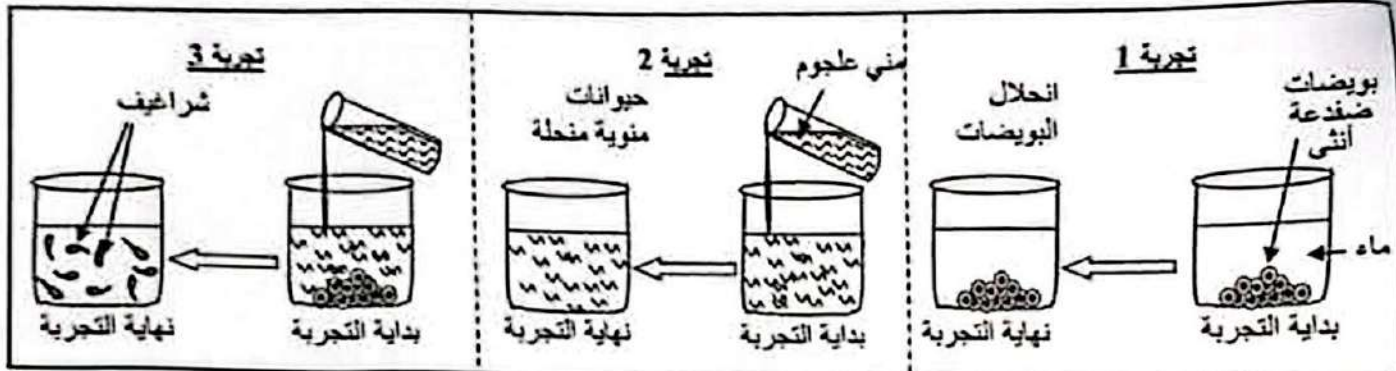 تجربة 1
بويضات
ضفدعة
أنثى
انحلال
البويضات
ماء
بداية التجربة
نهاية التجربة
تجربة 2
مني علجوم
حيوانات
منوية منحلة
بداية التجربة
نهاية التجربة
تجربة 3
شراغيف
بداية التجربة
نهاية التجربة